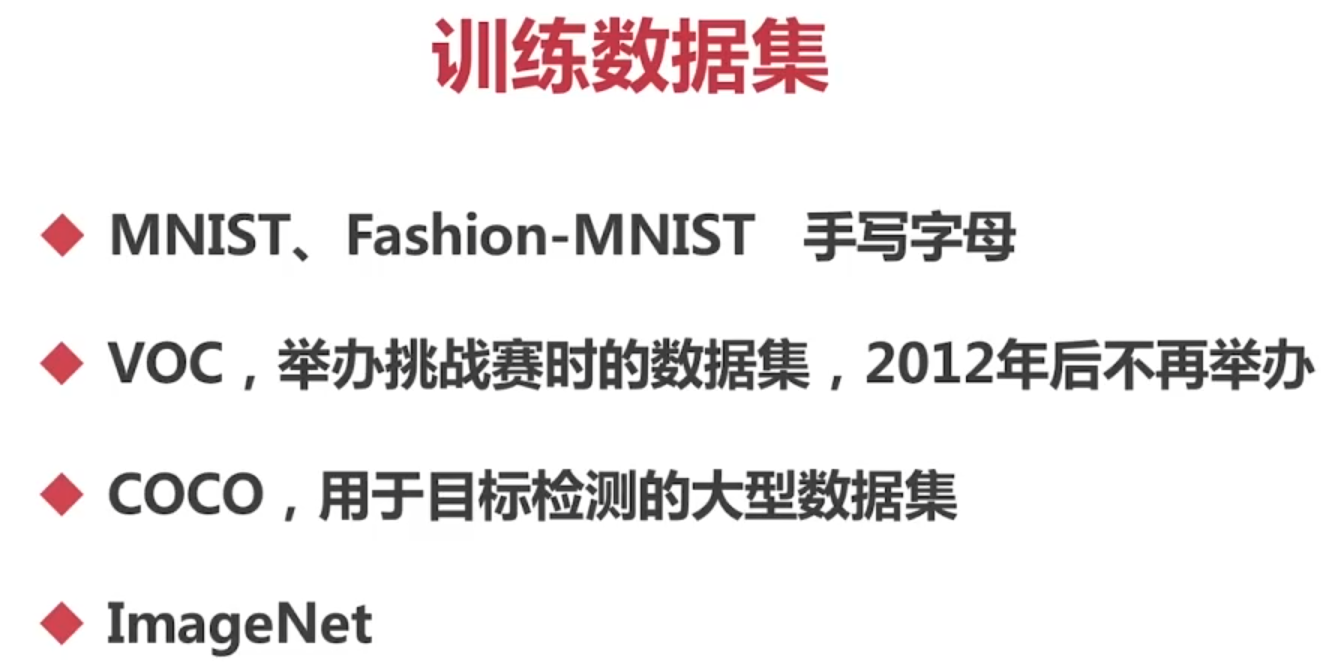 训练数据集
MNIST、Fashion-MNIST 手写字母
VOC，举办挑战赛时的数据集，2012年后不再举办
COCO，用于目标检测的大型数据集
ImageNet